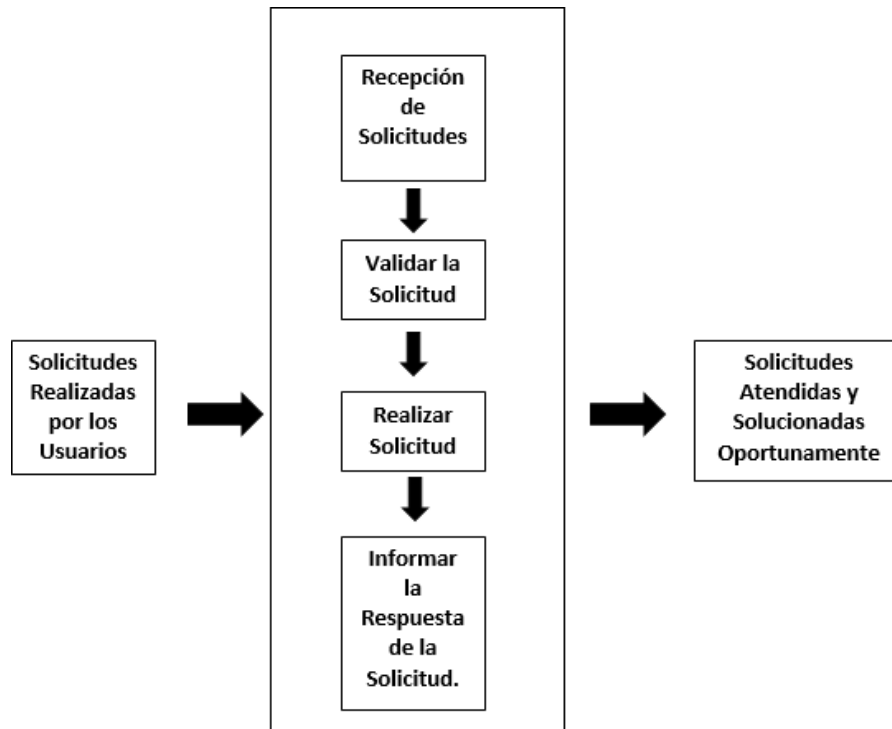 Solicitudes
Realizadas
por los
Usuarios
Recepción
de
Solicitudes
Validar la
Solicitud
Realizar
Solicitud
Informar
la
Respuesta
de la
Solicitud.
Solicitudes
Atendidas y
Solucionadas
Oportunamente